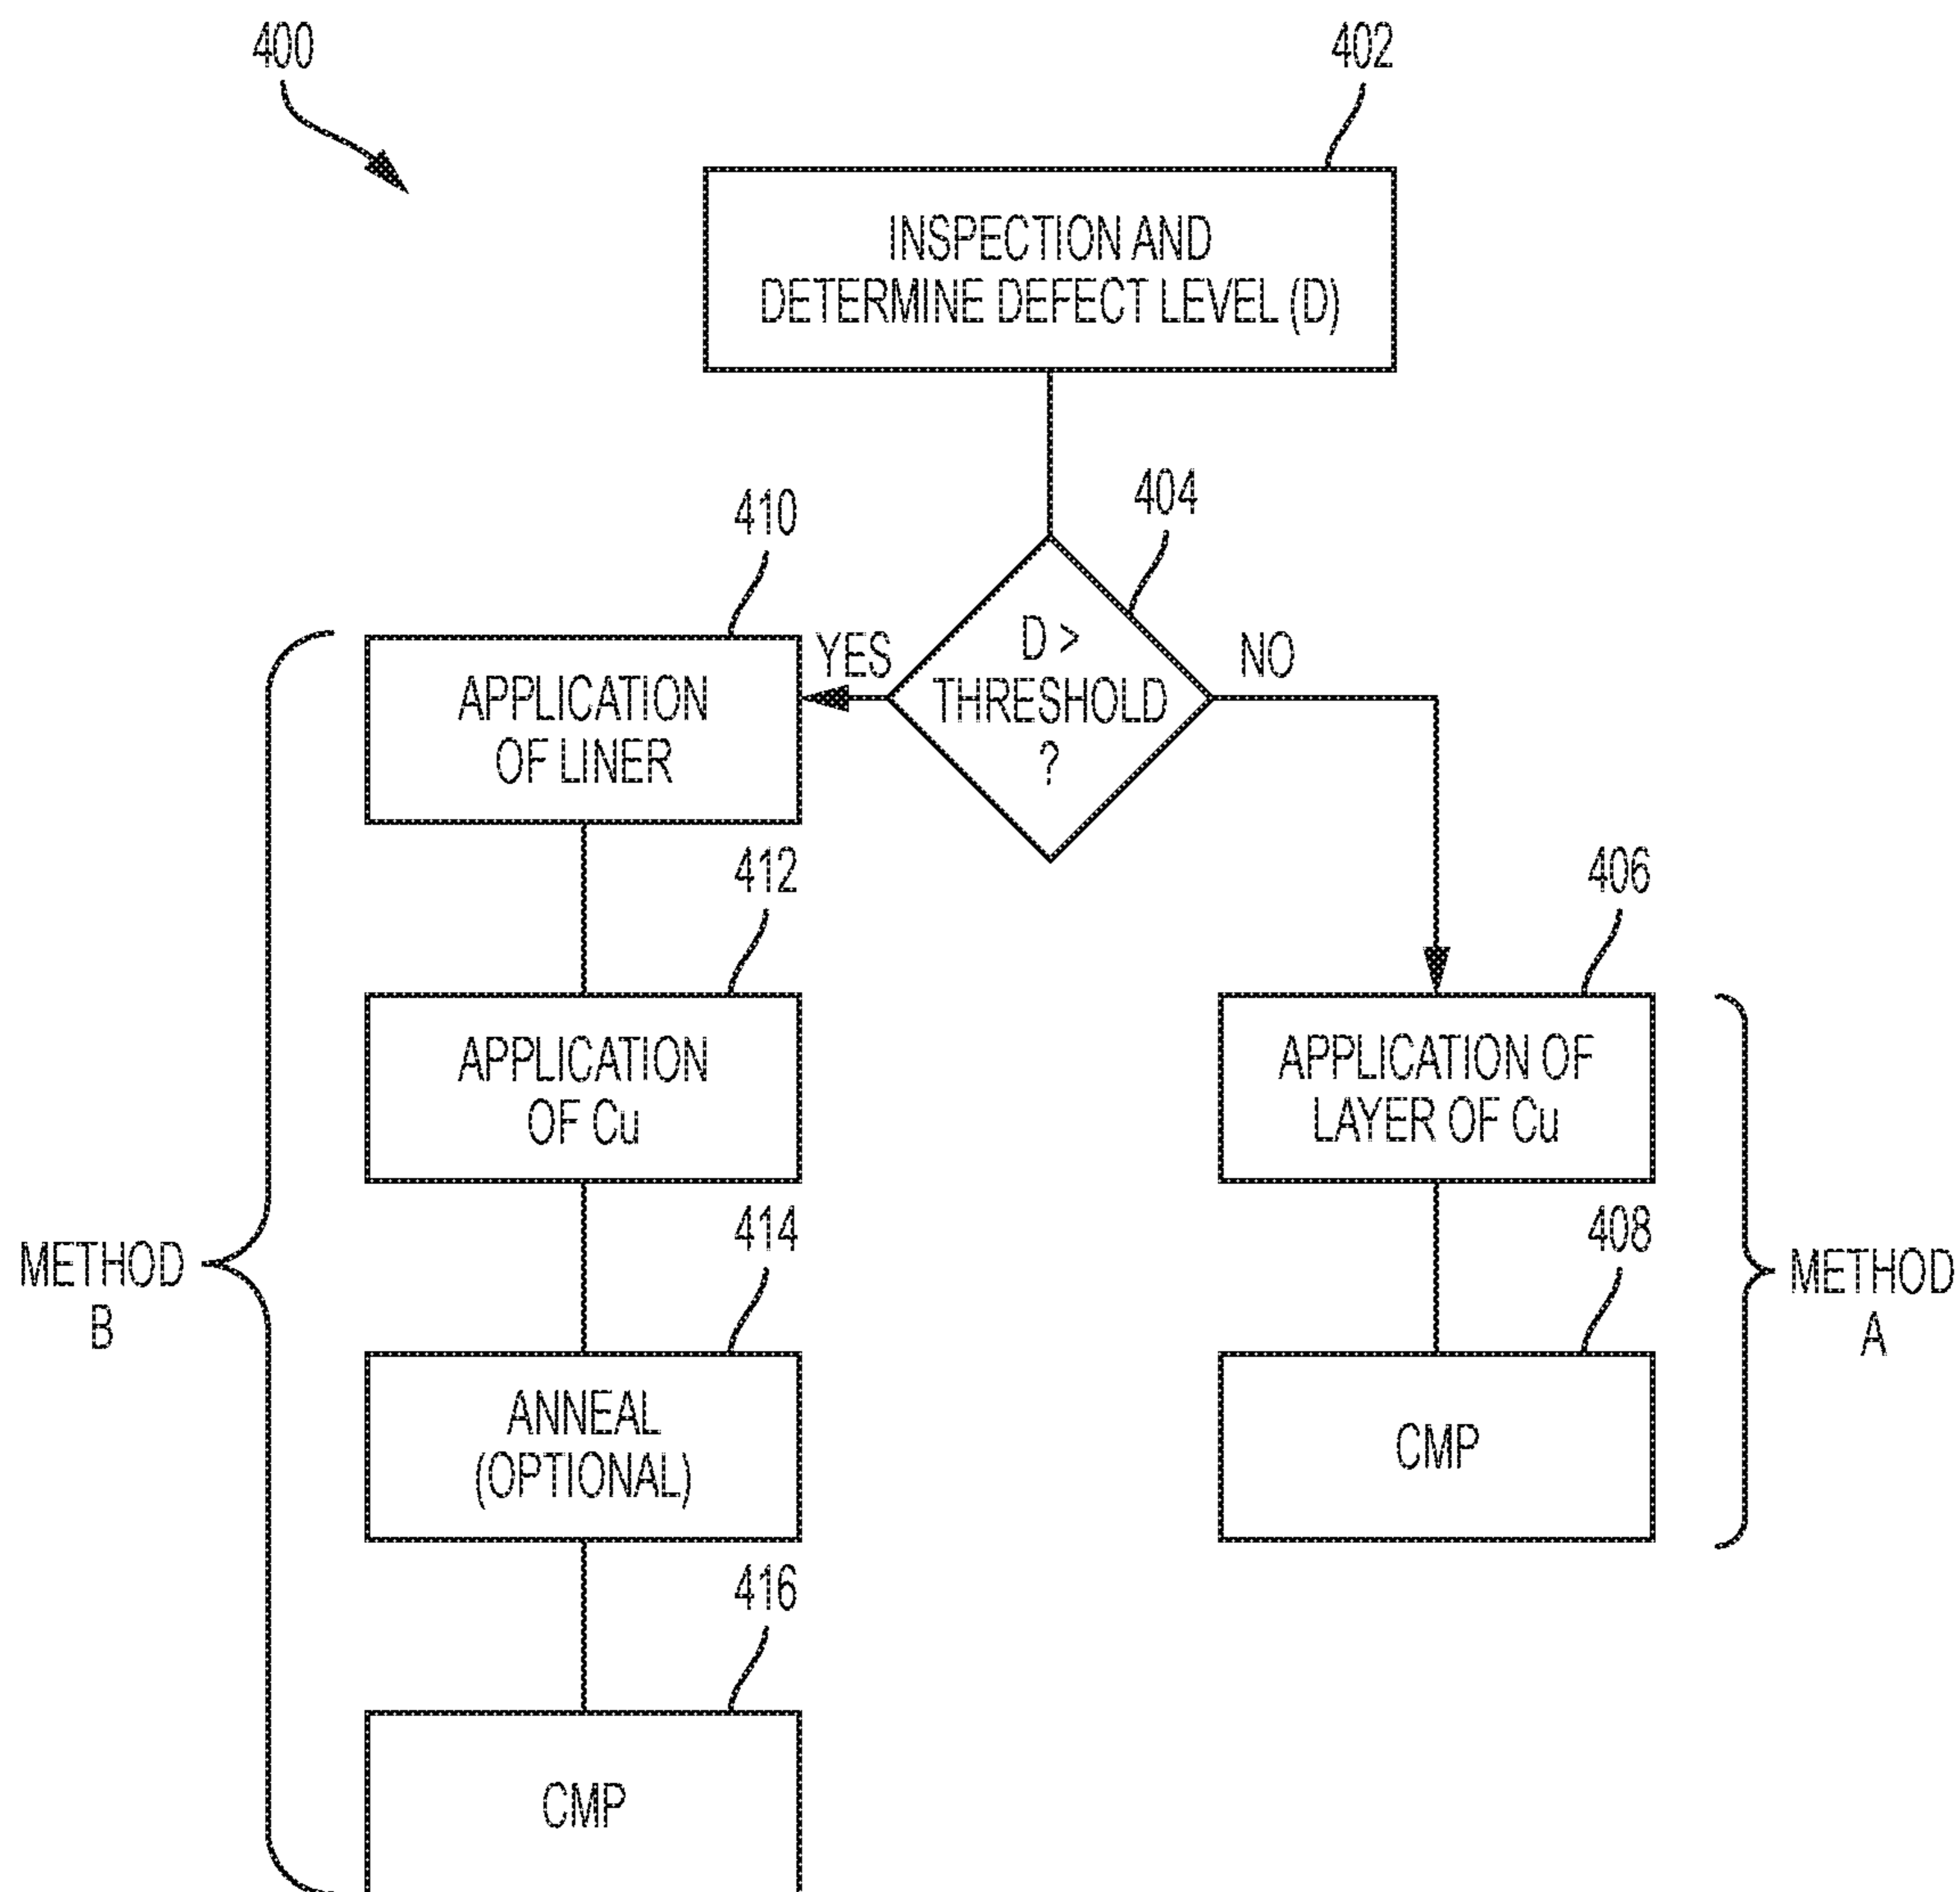 400
402
INSPECTION AND
DETERMINE DEFECT LEVEL (D)
404
D >
THRESHOLD
?
YES
NO
410
APPLICATION
OF LINER
412
APPLICATION
OF Cu
414
ANNEAL
(OPTIONAL)
416
CMP
METHOD
B
406
APPLICATION OF
LAYER OF Cu
408
CMP
METHOD
A